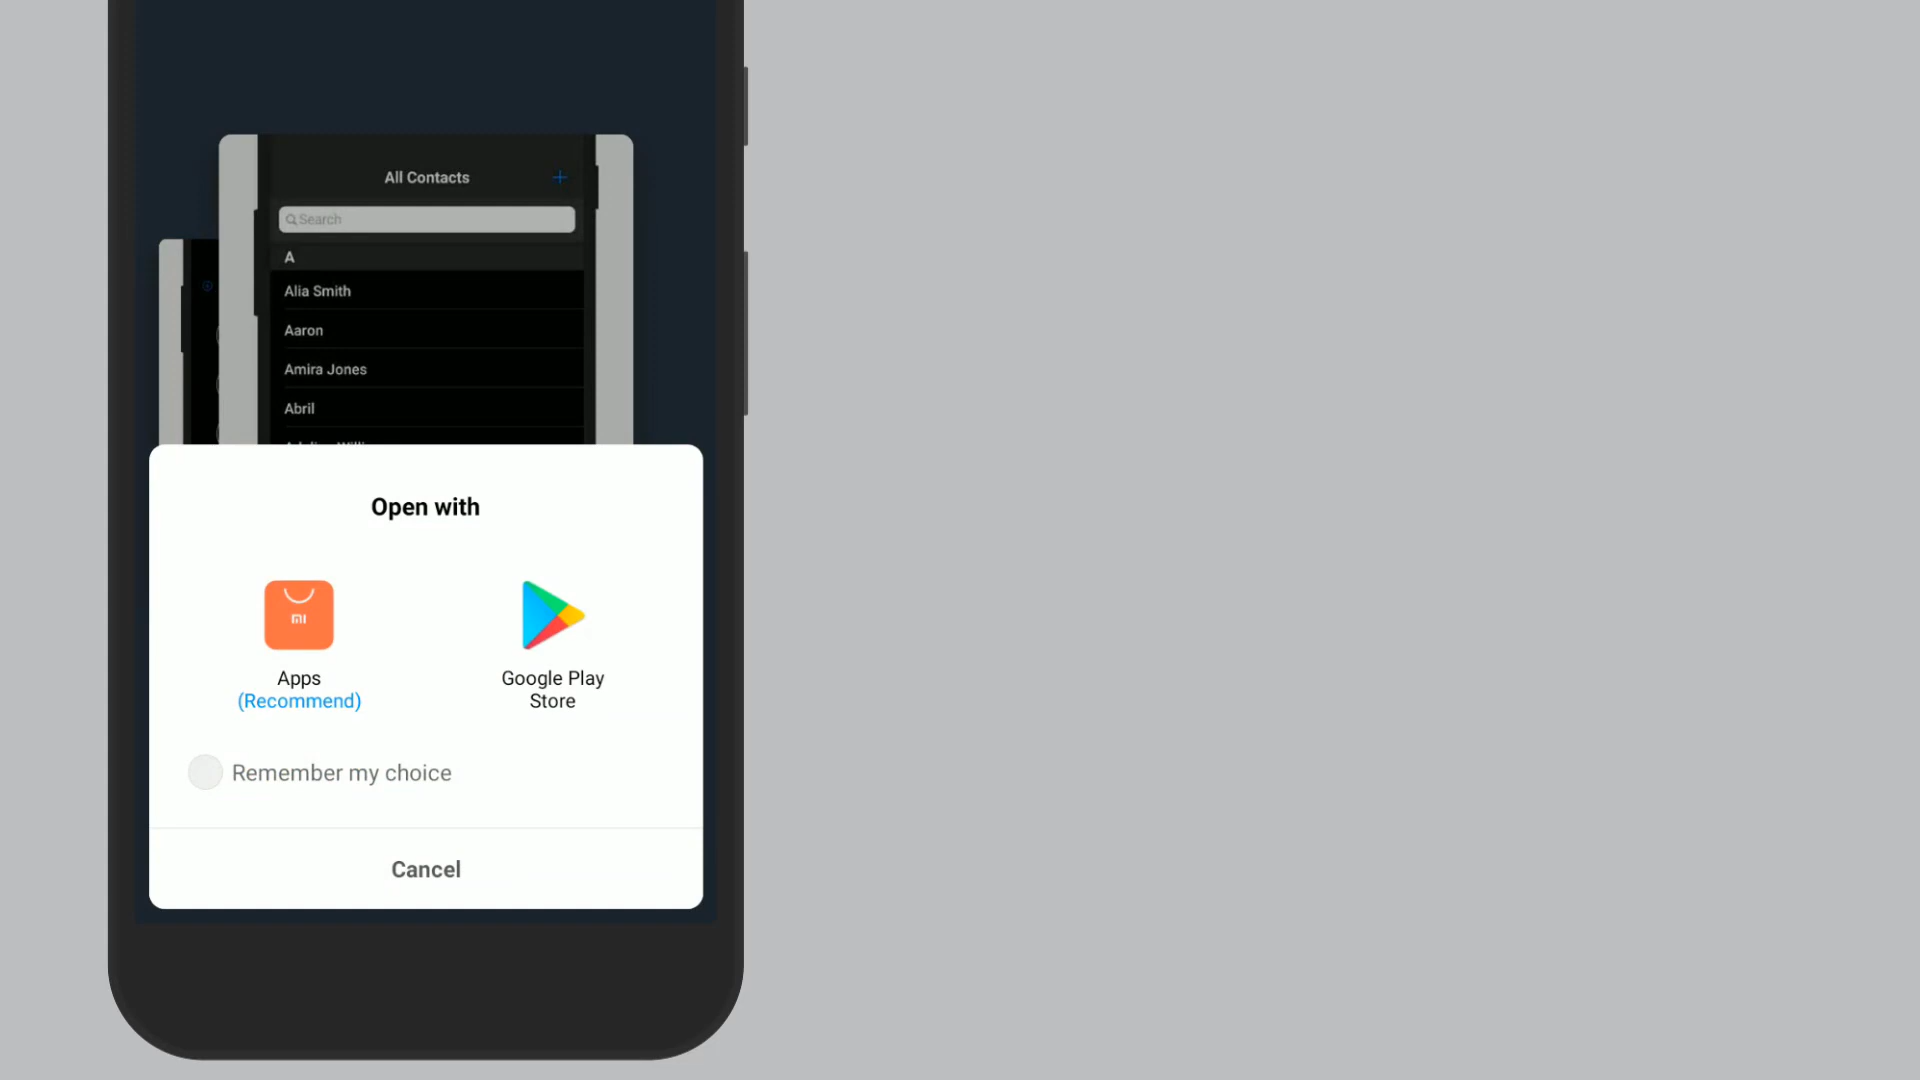 All Contacts +
Search
A
Alia Smith
Aaron
Amira Jones
Abril
Open with
mi
Apps
(Recommend)
Google Play
Store
Remember my choice
Cancel